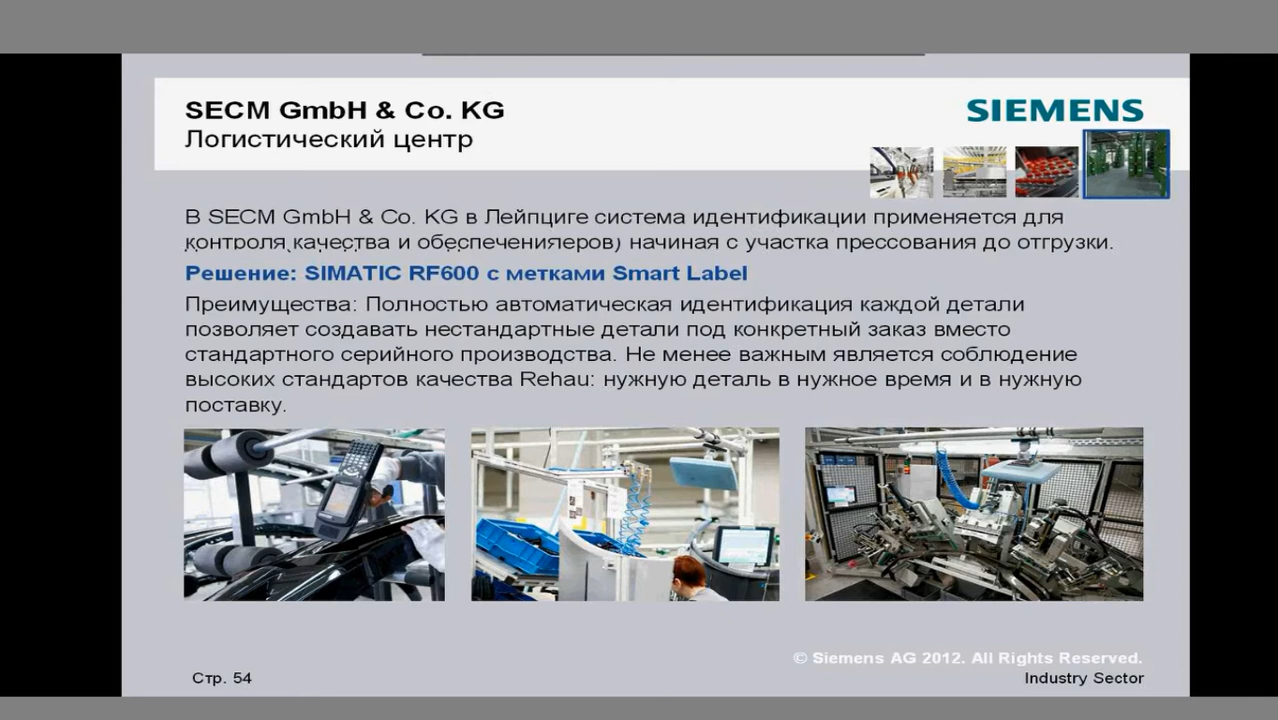 SECM GmbH & Co. KG
Логистический центр
SIEMENS
В SECM GmbH & Co. KG в Лейпциге система идентификации применяется для
контроля качества и начиная с участка прессования до отгрузки.
Решение: SIMATIC RF600 с метками Smart Label
Преимущества: Полностью автоматическая идентификация каждой детали
позволяет создавать нестандартные детали под конкретный заказ вместо
стандартного серийного производства. Не менее важным является соблюдение
высоких стандартов качества Rehau: нужную деталь в нужное время и в нужную
поставку.
© Siemens AG 2012. All Rights Reserved.
Стр. 54
Industry Sector